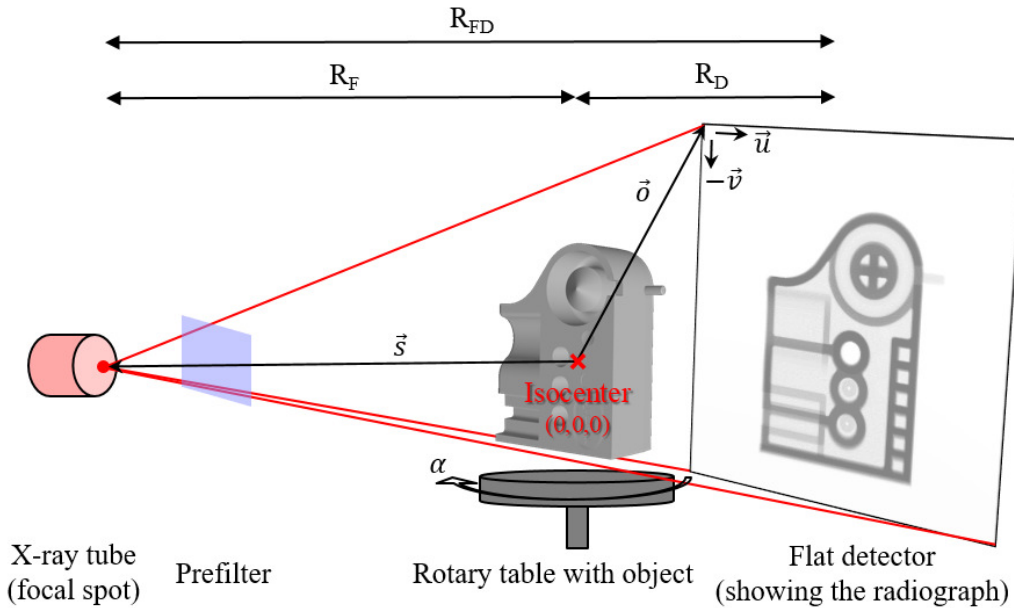 R_FD
R_F
R_D
u⃗
−v⃗
o⃗
s⃗
Isocenter
(0,0,0)
α
X-ray tube
(focal spot)
Prefilter
Rotary table with object
Flat detector
(showing the radiograph)